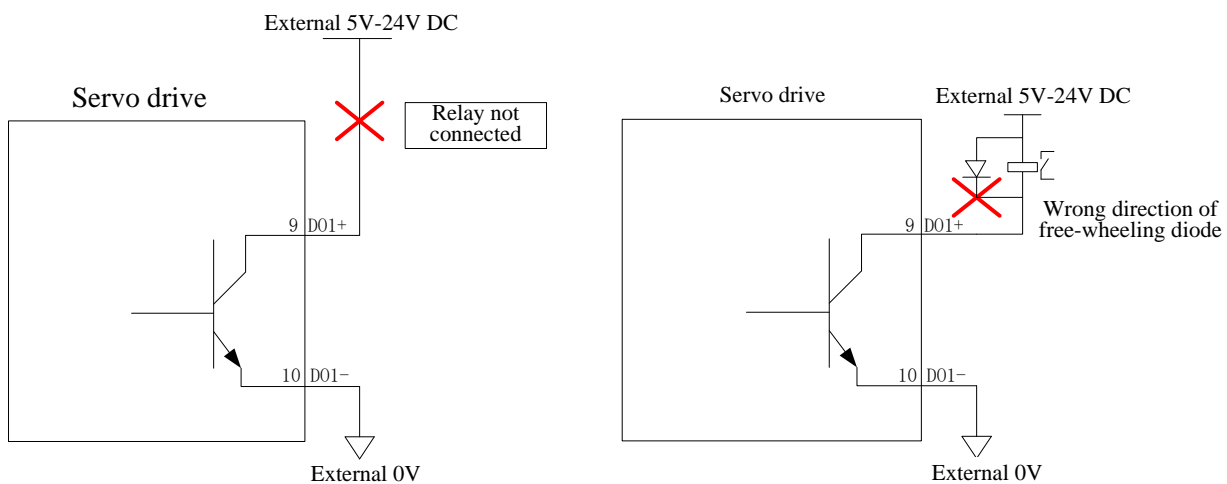 External 5V-24V DC
Servo drive
Relay not
connected
9 DO1+
10 DO1-
External 0V
Servo drive
External 5V-24V DC
Wrong direction of
free-wheeling diode
9 DO1+
10 DO1-
External 0V